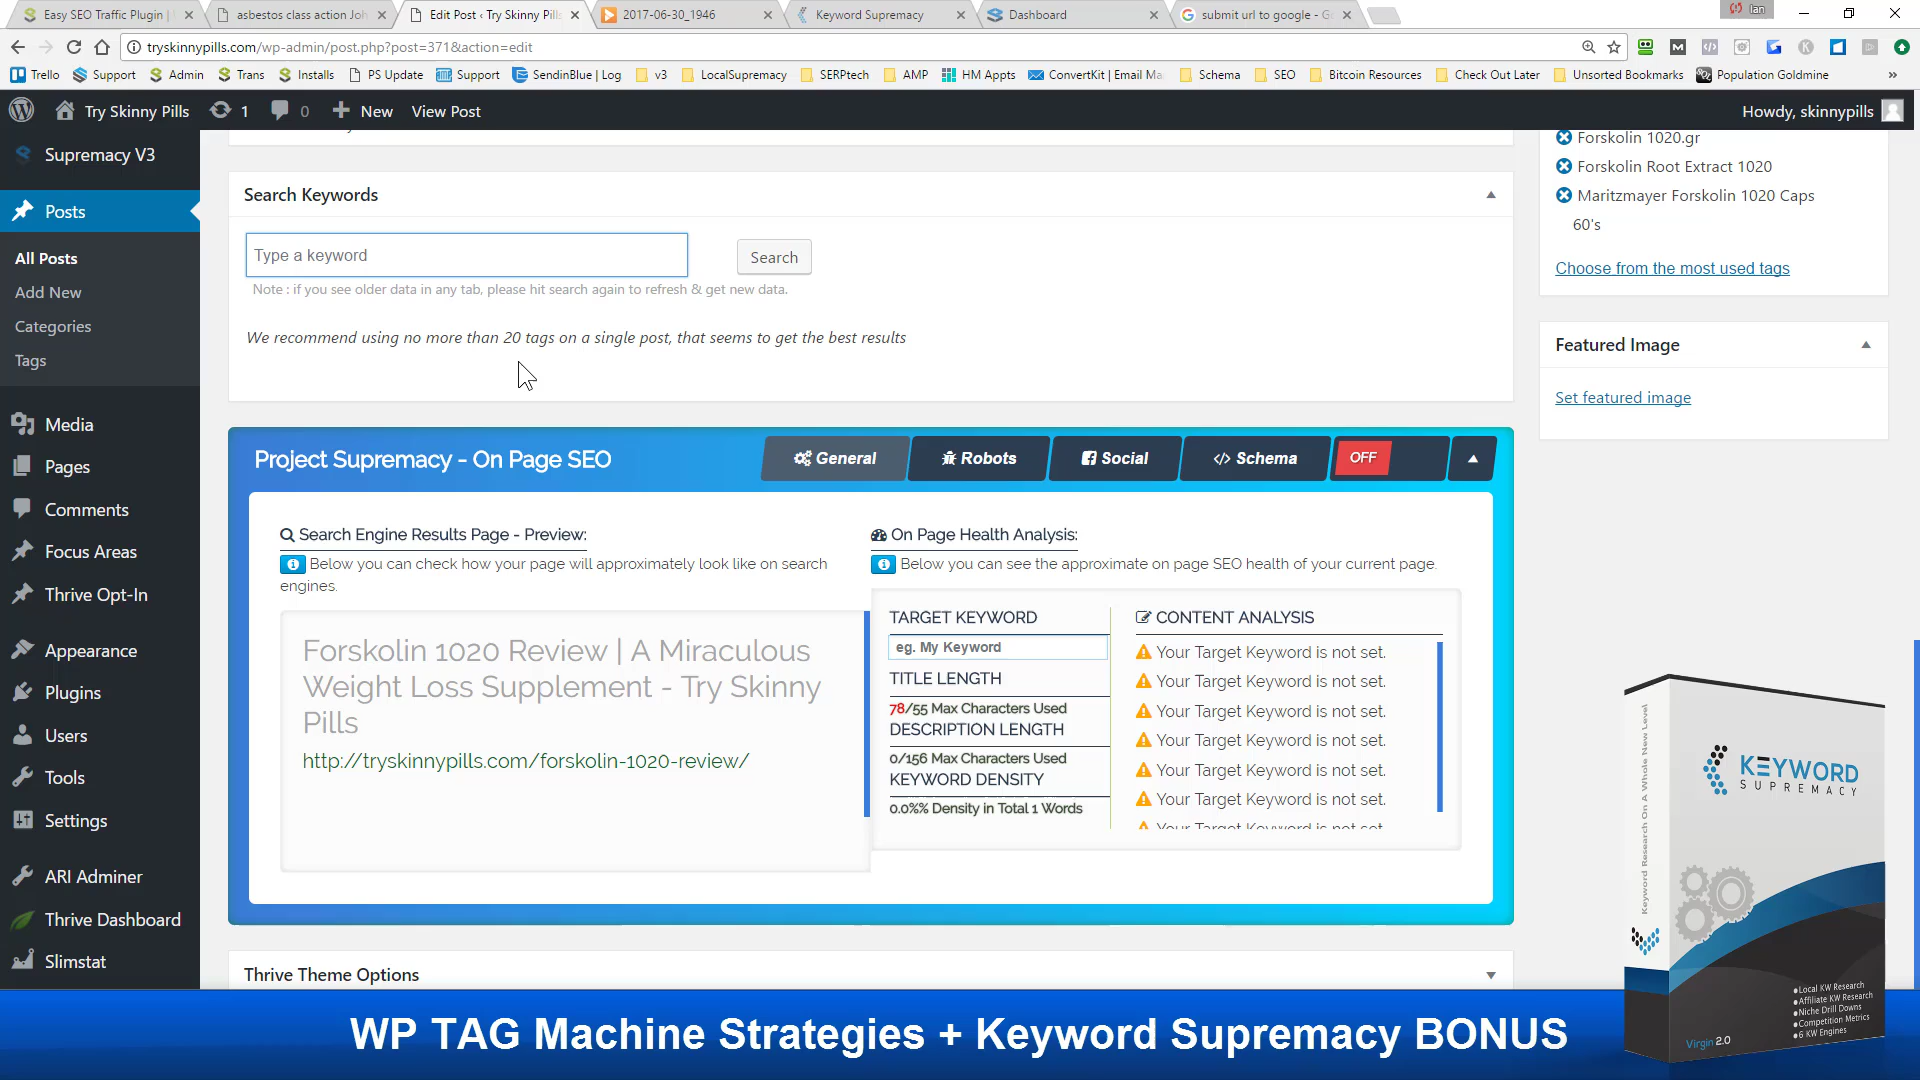 Easy SEO Traffic Plugin |
asbestos class action Joh
Edit Post ‹ Try Skinny Pills
2017-06-30_1946
Keyword Supremacy
Dashboard
submit url to google - Go
Ian
tryskinnypills.com/wp-admin/post.php?post=371&action=edit
Trello
Support
Admin
Trans
Installs
PS Update
Support
SendinBlue | Log
v3
LocalSupremacy
SERPtech
AMP
HM Appts
ConvertKit | Email Ma
Schema
SEO
Bitcoin Resources
Check Out Later
Unsorted Bookmarks
Population Goldmine
»
Try Skinny Pills
1
0
New
View Post
Howdy, skinnypills
Supremacy V3
Posts
All Posts
Add New
Categories
Tags
Media
Pages
Comments
Focus Areas
Thrive Opt-In
Appearance
Plugins
Users
Tools
Settings
ARI Adminer
Thrive Dashboard
Slimstat
Search Keywords
Type a keyword
Search
Note : if you see older data in any tab, please hit search again to refresh & get new data.
We recommend using no more than 20 tags on a single post, that seems to get the best results
Forskolin 1020.gr
Forskolin Root Extract 1020
Maritzmayer Forskolin 1020 Caps
60's
Choose from the most used tags
Featured Image
Set featured image
Project Supremacy - On Page SEO
General
Robots
Social
</> Schema
OFF
Search Engine Results Page - Preview:
Below you can check how your page will approximately look like on search
engines.
Forskolin 1020 Review | A Miraculous
Weight Loss Supplement - Try Skinny
Pills
http://tryskinnypills.com/forskolin-1020-review/
On Page Health Analysis:
Below you can see the approximate on page SEO health of your current page.
TARGET KEYWORD
eg. My Keyword
TITLE LENGTH
78/55 Max Characters Used
DESCRIPTION LENGTH
0/156 Max Characters Used
KEYWORD DENSITY
0.0%% Density in Total 1 Words
CONTENT ANALYSIS
Your Target Keyword is not set.
Your Target Keyword is not set.
Your Target Keyword is not set.
Your Target Keyword is not set.
Your Target Keyword is not set.
Your Target Keyword is not set.
Your Target Keyword is not set.
Thrive Theme Options
Keyword Research On A Whole New Level
KEYWORD
SUPREMACY
Local KW Research
Affiliate KW Research
Niche Drill Downs
Competition Metrics
6 KW Engines
Virgin 2.0
WP TAG Machine Strategies + Keyword Supremacy BONUS